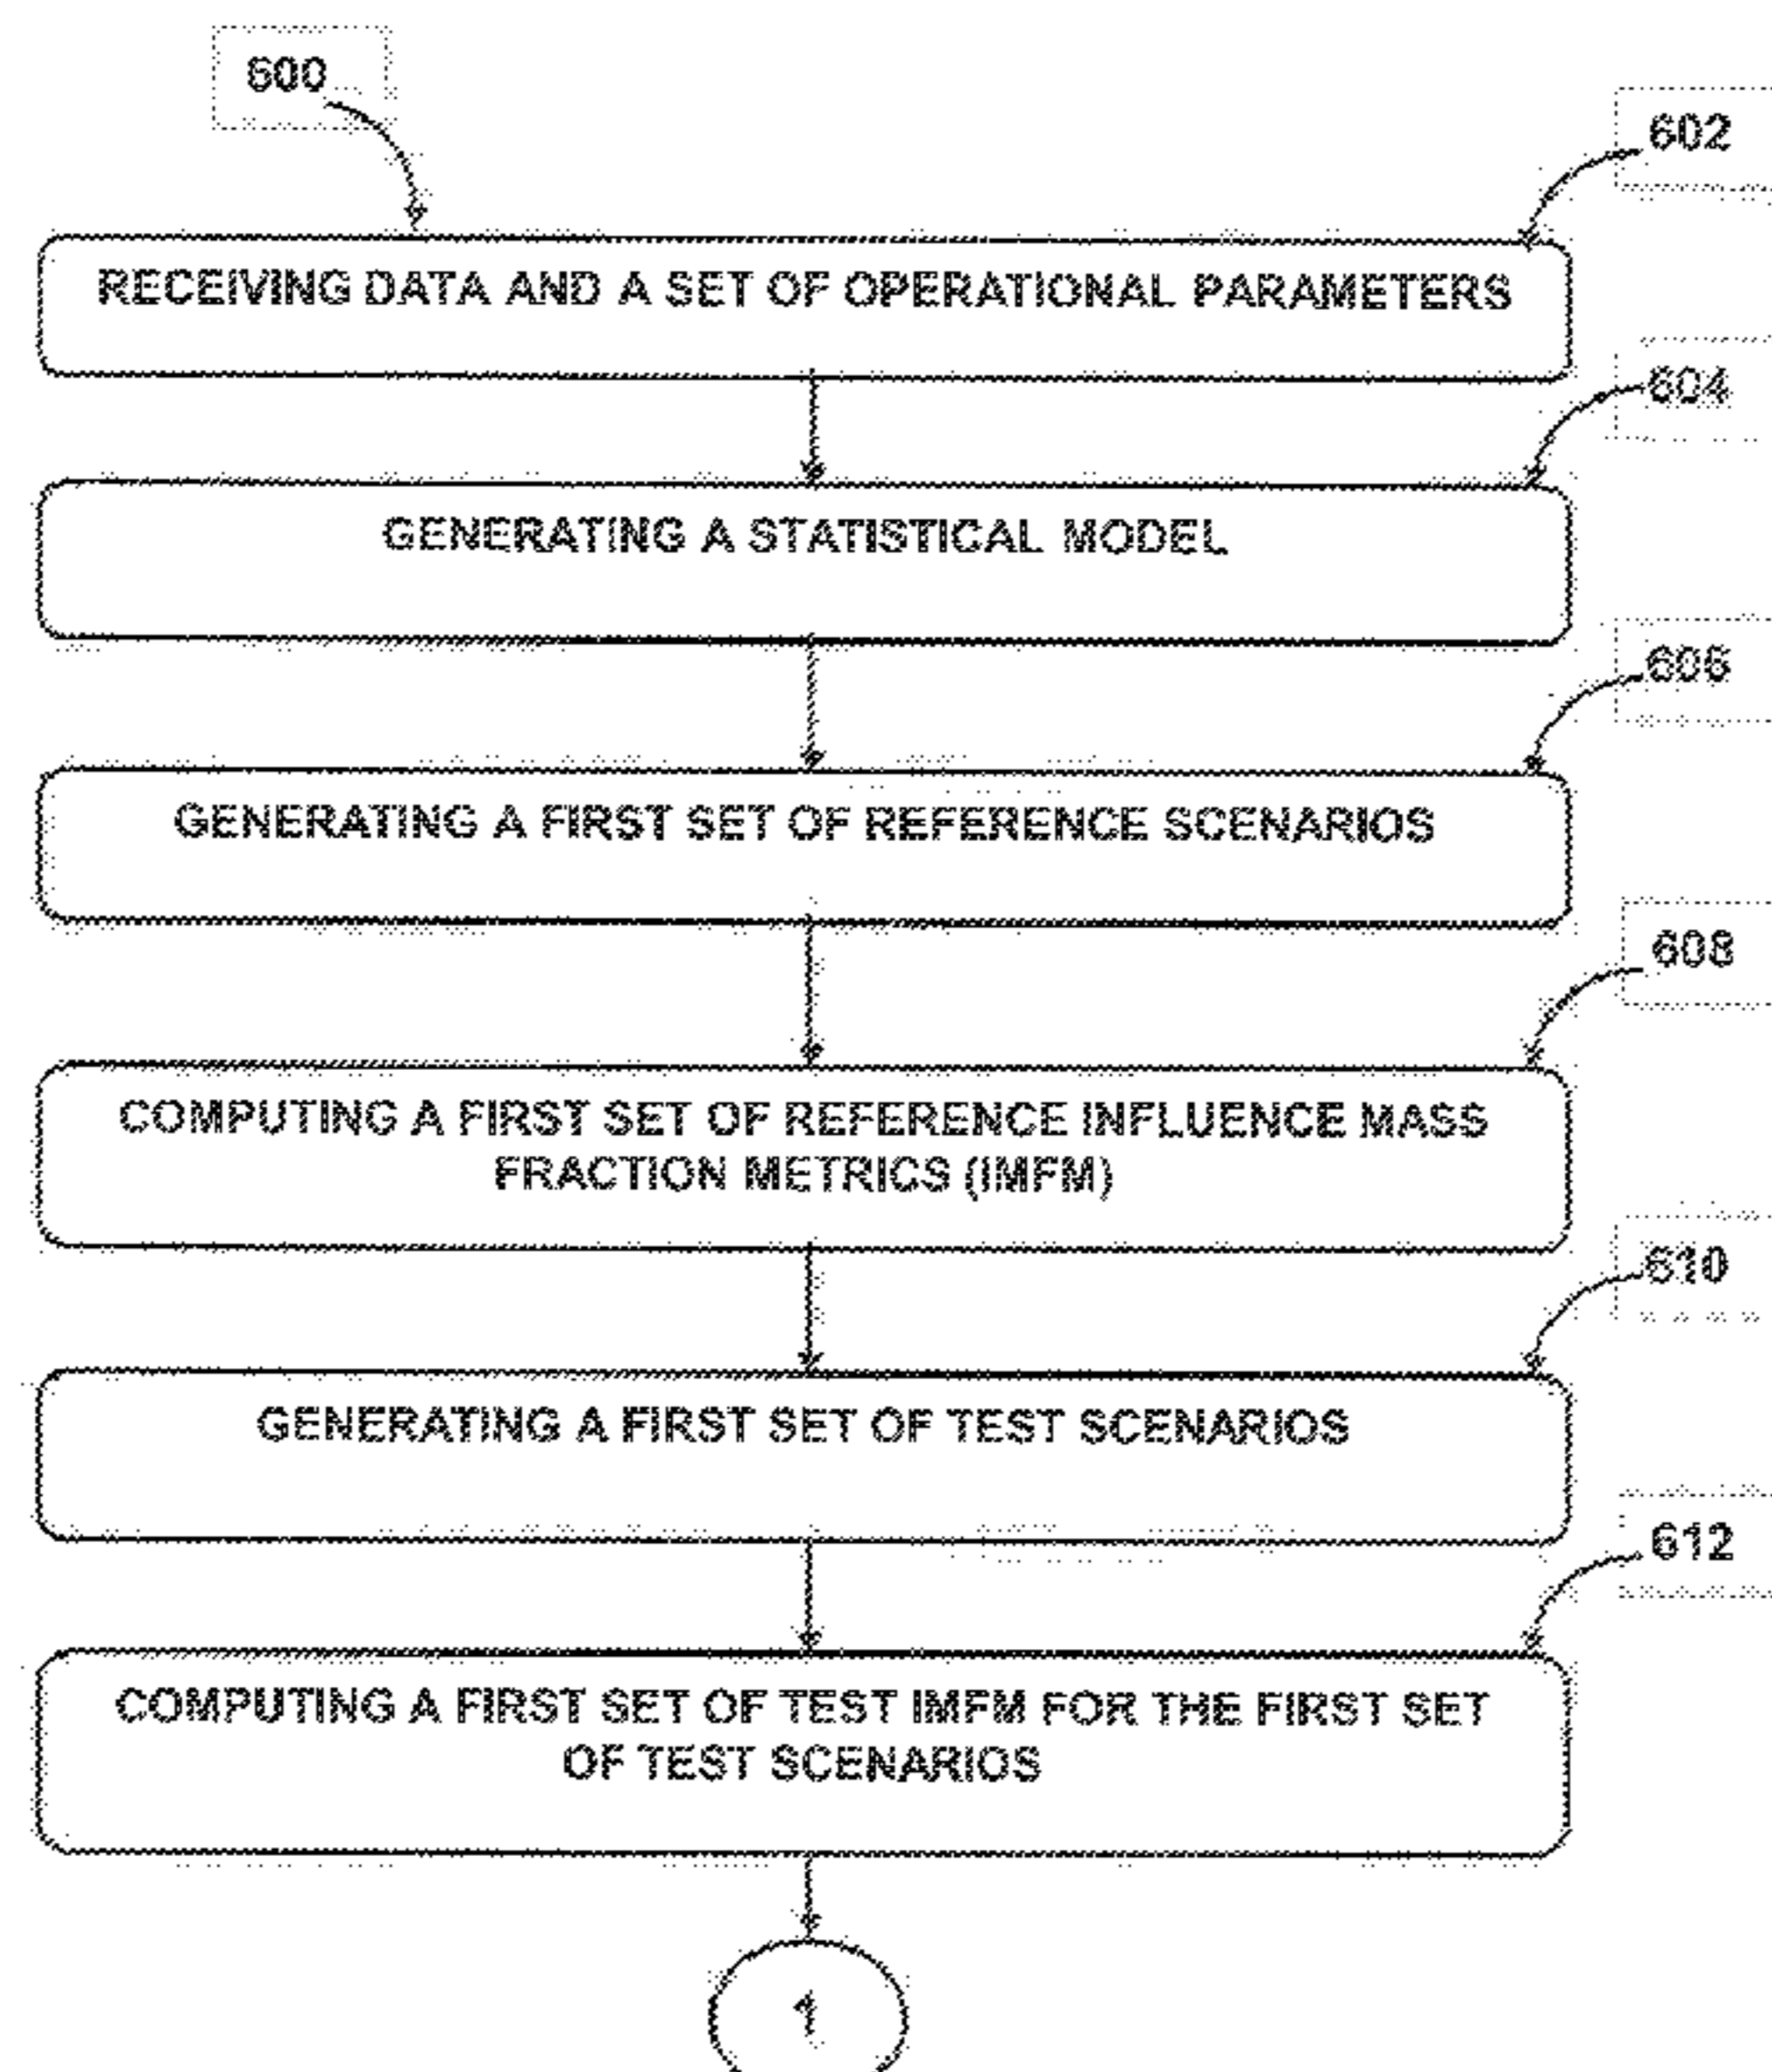 600
602
RECEIVING DATA AND A SET OF OPERATIONAL PARAMETERS
604
GENERATING A STATISTICAL MODEL
606
GENERATING A FIRST SET OF REFERENCE SCENARIOS
608
COMPUTING A FIRST SET OF REFERENCE INFLUENCE MASS
FRACTION METRICS (IMFM)
610
GENERATING A FIRST SET OF TEST SCENARIOS
612
COMPUTING A FIRST SET OF TEST IMFM FOR THE FIRST SET
OF TEST SCENARIOS
1